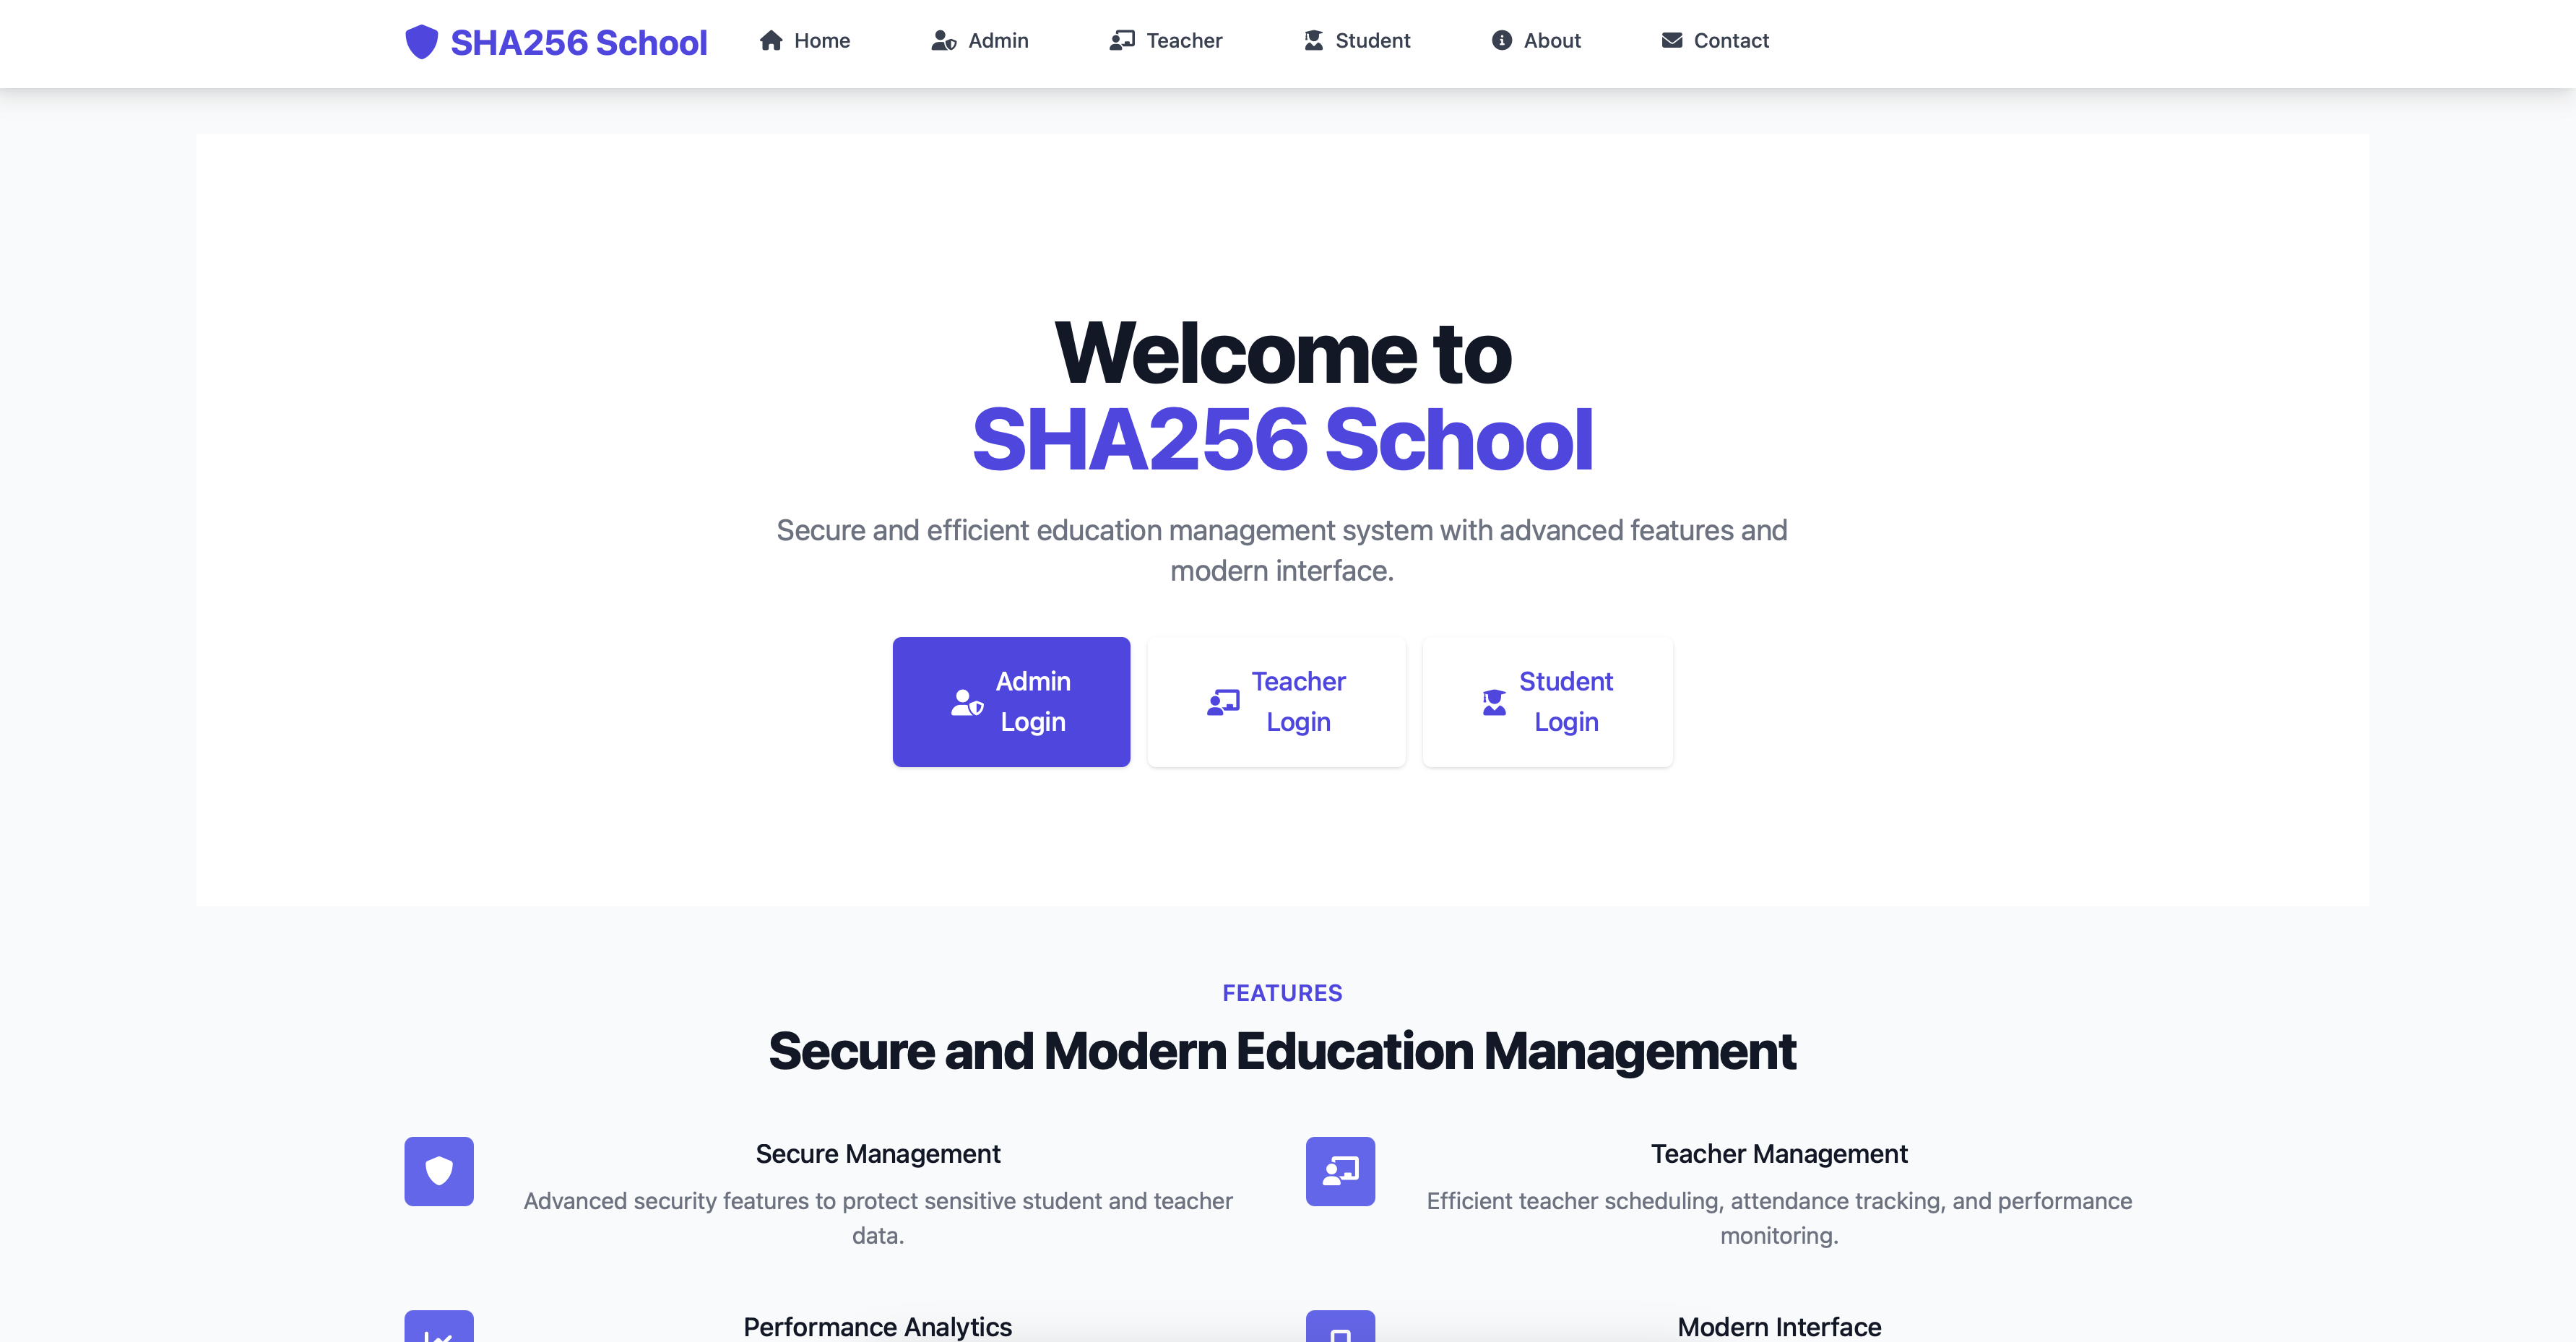 SHA256 School
Home
Admin
Teacher
Student
About
Contact
Welcome to
SHA256 School
Secure and efficient education management system with advanced features and
modern interface.
Admin
Login
Teacher
Login
Student
Login
FEATURES
Secure and Modern Education Management
Secure Management
Advanced security features to protect sensitive student and teacher
data.
Teacher Management
Efficient teacher scheduling, attendance tracking, and performance
monitoring.
Performance Analytics
Modern Interface